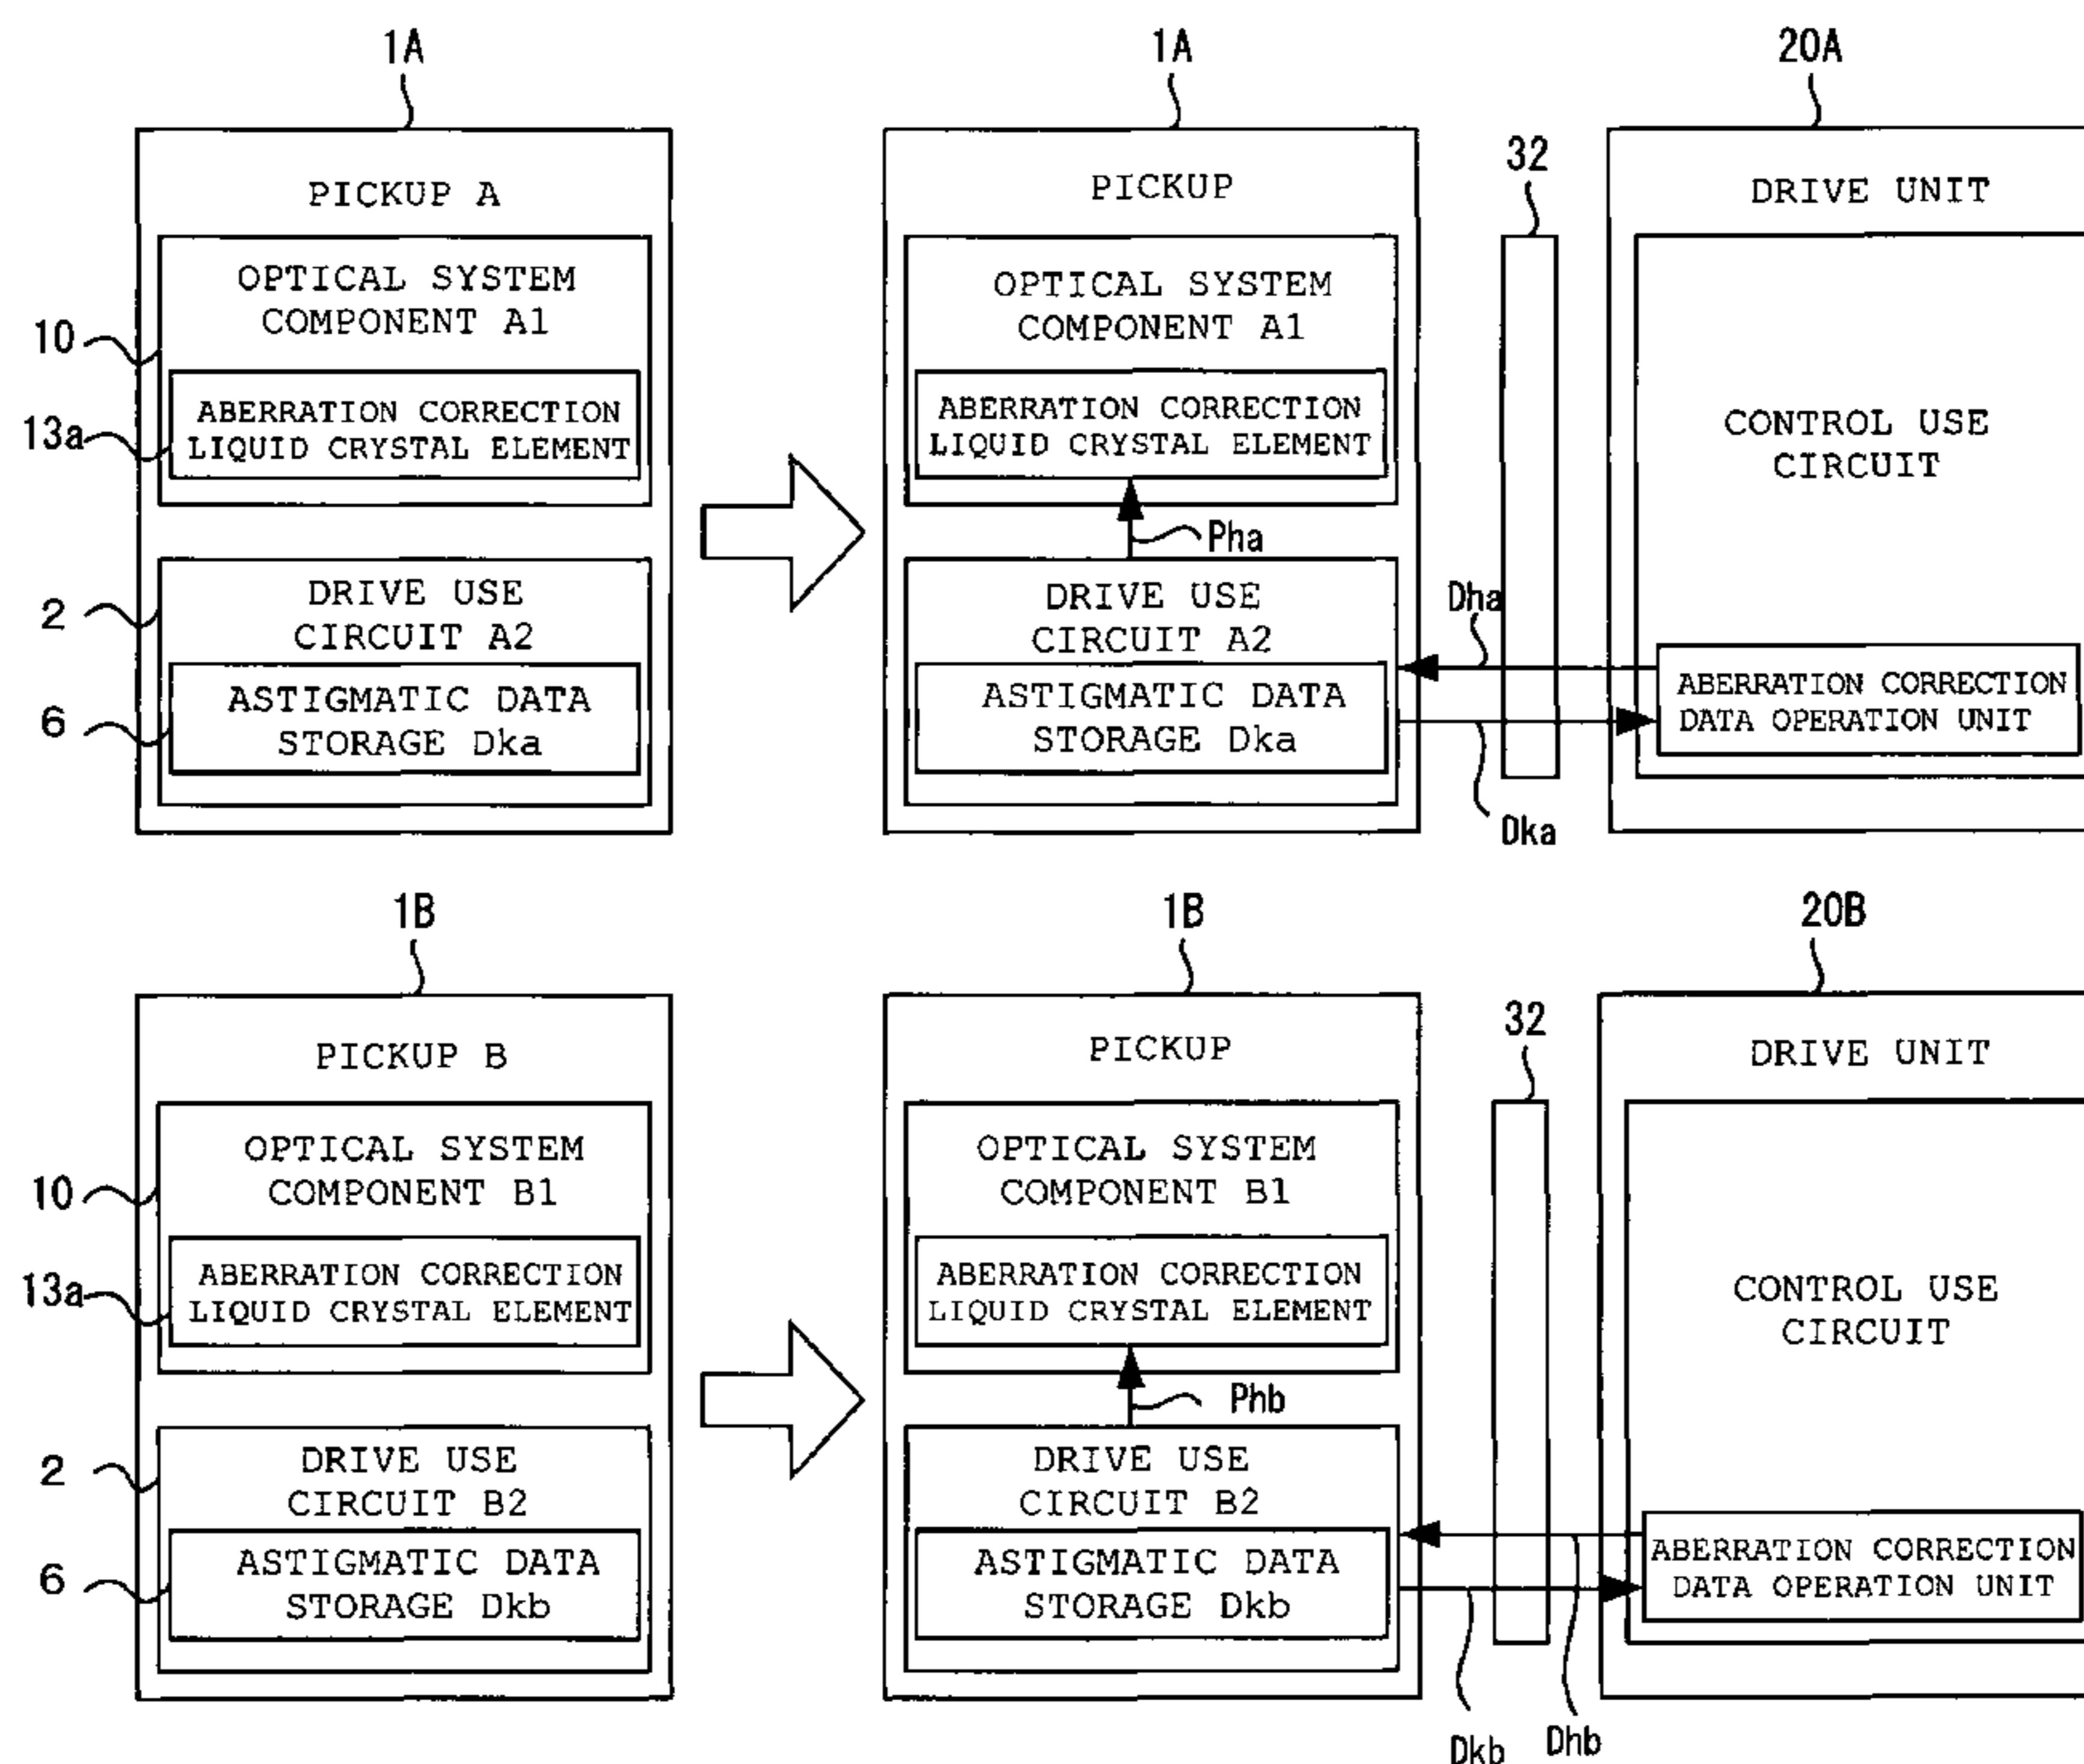 1A
PICKUP A
OPTICAL SYSTEM
COMPONENT A1
10
ABERRATION CORRECTION
13a
LIQUID CRYSTAL ELEMENT
DRIVE USE
2
CIRCUIT A2
ASTIGMATIC DATA
6
STORAGE Dka
1A
PICKUP
OPTICAL SYSTEM
COMPONENT A1
ABERRATION CORRECTION
LIQUID CRYSTAL ELEMENT
Pha
DRIVE USE
CIRCUIT A2
ASTIGMATIC DATA
STORAGE Dka
32
Dha
Dka
20A
DRIVE UNIT
CONTROL USE
CIRCUIT
ABERRATION CORRECTION
DATA OPERATION UNIT
1B
PICKUP B
OPTICAL SYSTEM
10
COMPONENT B1
ABERRATION CORRECTION
13a
LIQUID CRYSTAL ELEMENT
DRIVE USE
2
CIRCUIT B2
ASTIGMATIC DATA
6
STORAGE Dkb
1B
PICKUP
OPTICAL SYSTEM
COMPONENT B1
ABERRATION CORRECTION
LIQUID CRYSTAL ELEMENT
Phb
DRIVE USE
CIRCUIT B2
ASTIGMATIC DATA
STORAGE Dkb
32
Dkb
Dhb
20B
DRIVE UNIT
CONTROL USE
CIRCUIT
ABERRATION CORRECTION
DATA OPERATION UNIT